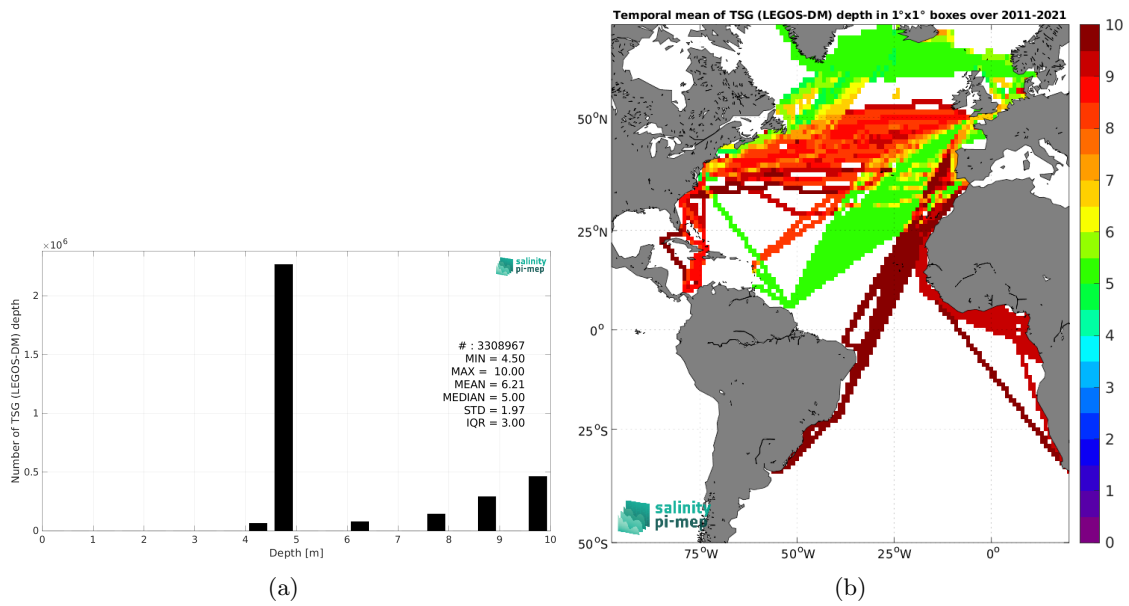 Temporal mean of TSG (LEGOS-DM) depth in 1°x1° boxes over 2011-2021
×10⁶
Number of TSG (LEGOS-DM) depth
2
1.5
1
0.5
0
0 1 2 3 4 5 6 7 8 9 10
Depth [m]
salinity
pi-mep
# : 3308967
MIN = 4.50
MAX = 10.00
MEAN = 6.21
MEDIAN = 5.00
STD = 1.97
IQR = 3.00
(a)
50°N
25°N
0°
25°S
50°S
75°W 50°W 25°W 0°
salinity
pi-mep
10
9
8
7
6
5
4
3
2
1
0
(b)